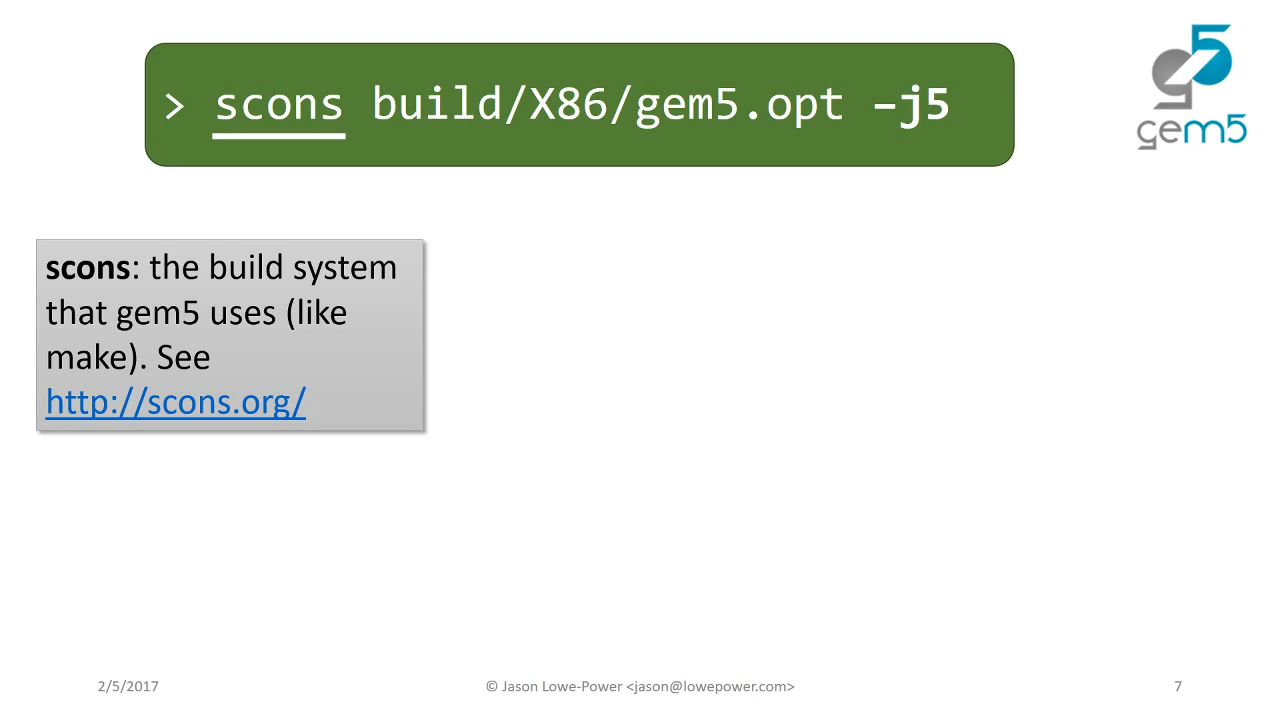 > scons build/X86/gem5.opt –j5
gem5
scons: the build system
that gem5 uses (like
make). See
http://scons.org/
2/5/2017
© Jason Lowe-Power <jason@lowepower.com>
7